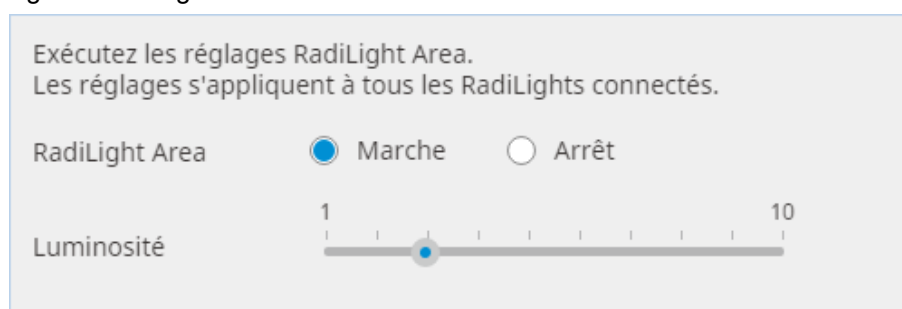 Exécutez les réglages RadiLight Area.
Les réglages s'appliquent à tous les RadiLights connectés.
RadiLight Area Marche Arrêt
1 10
Luminosité